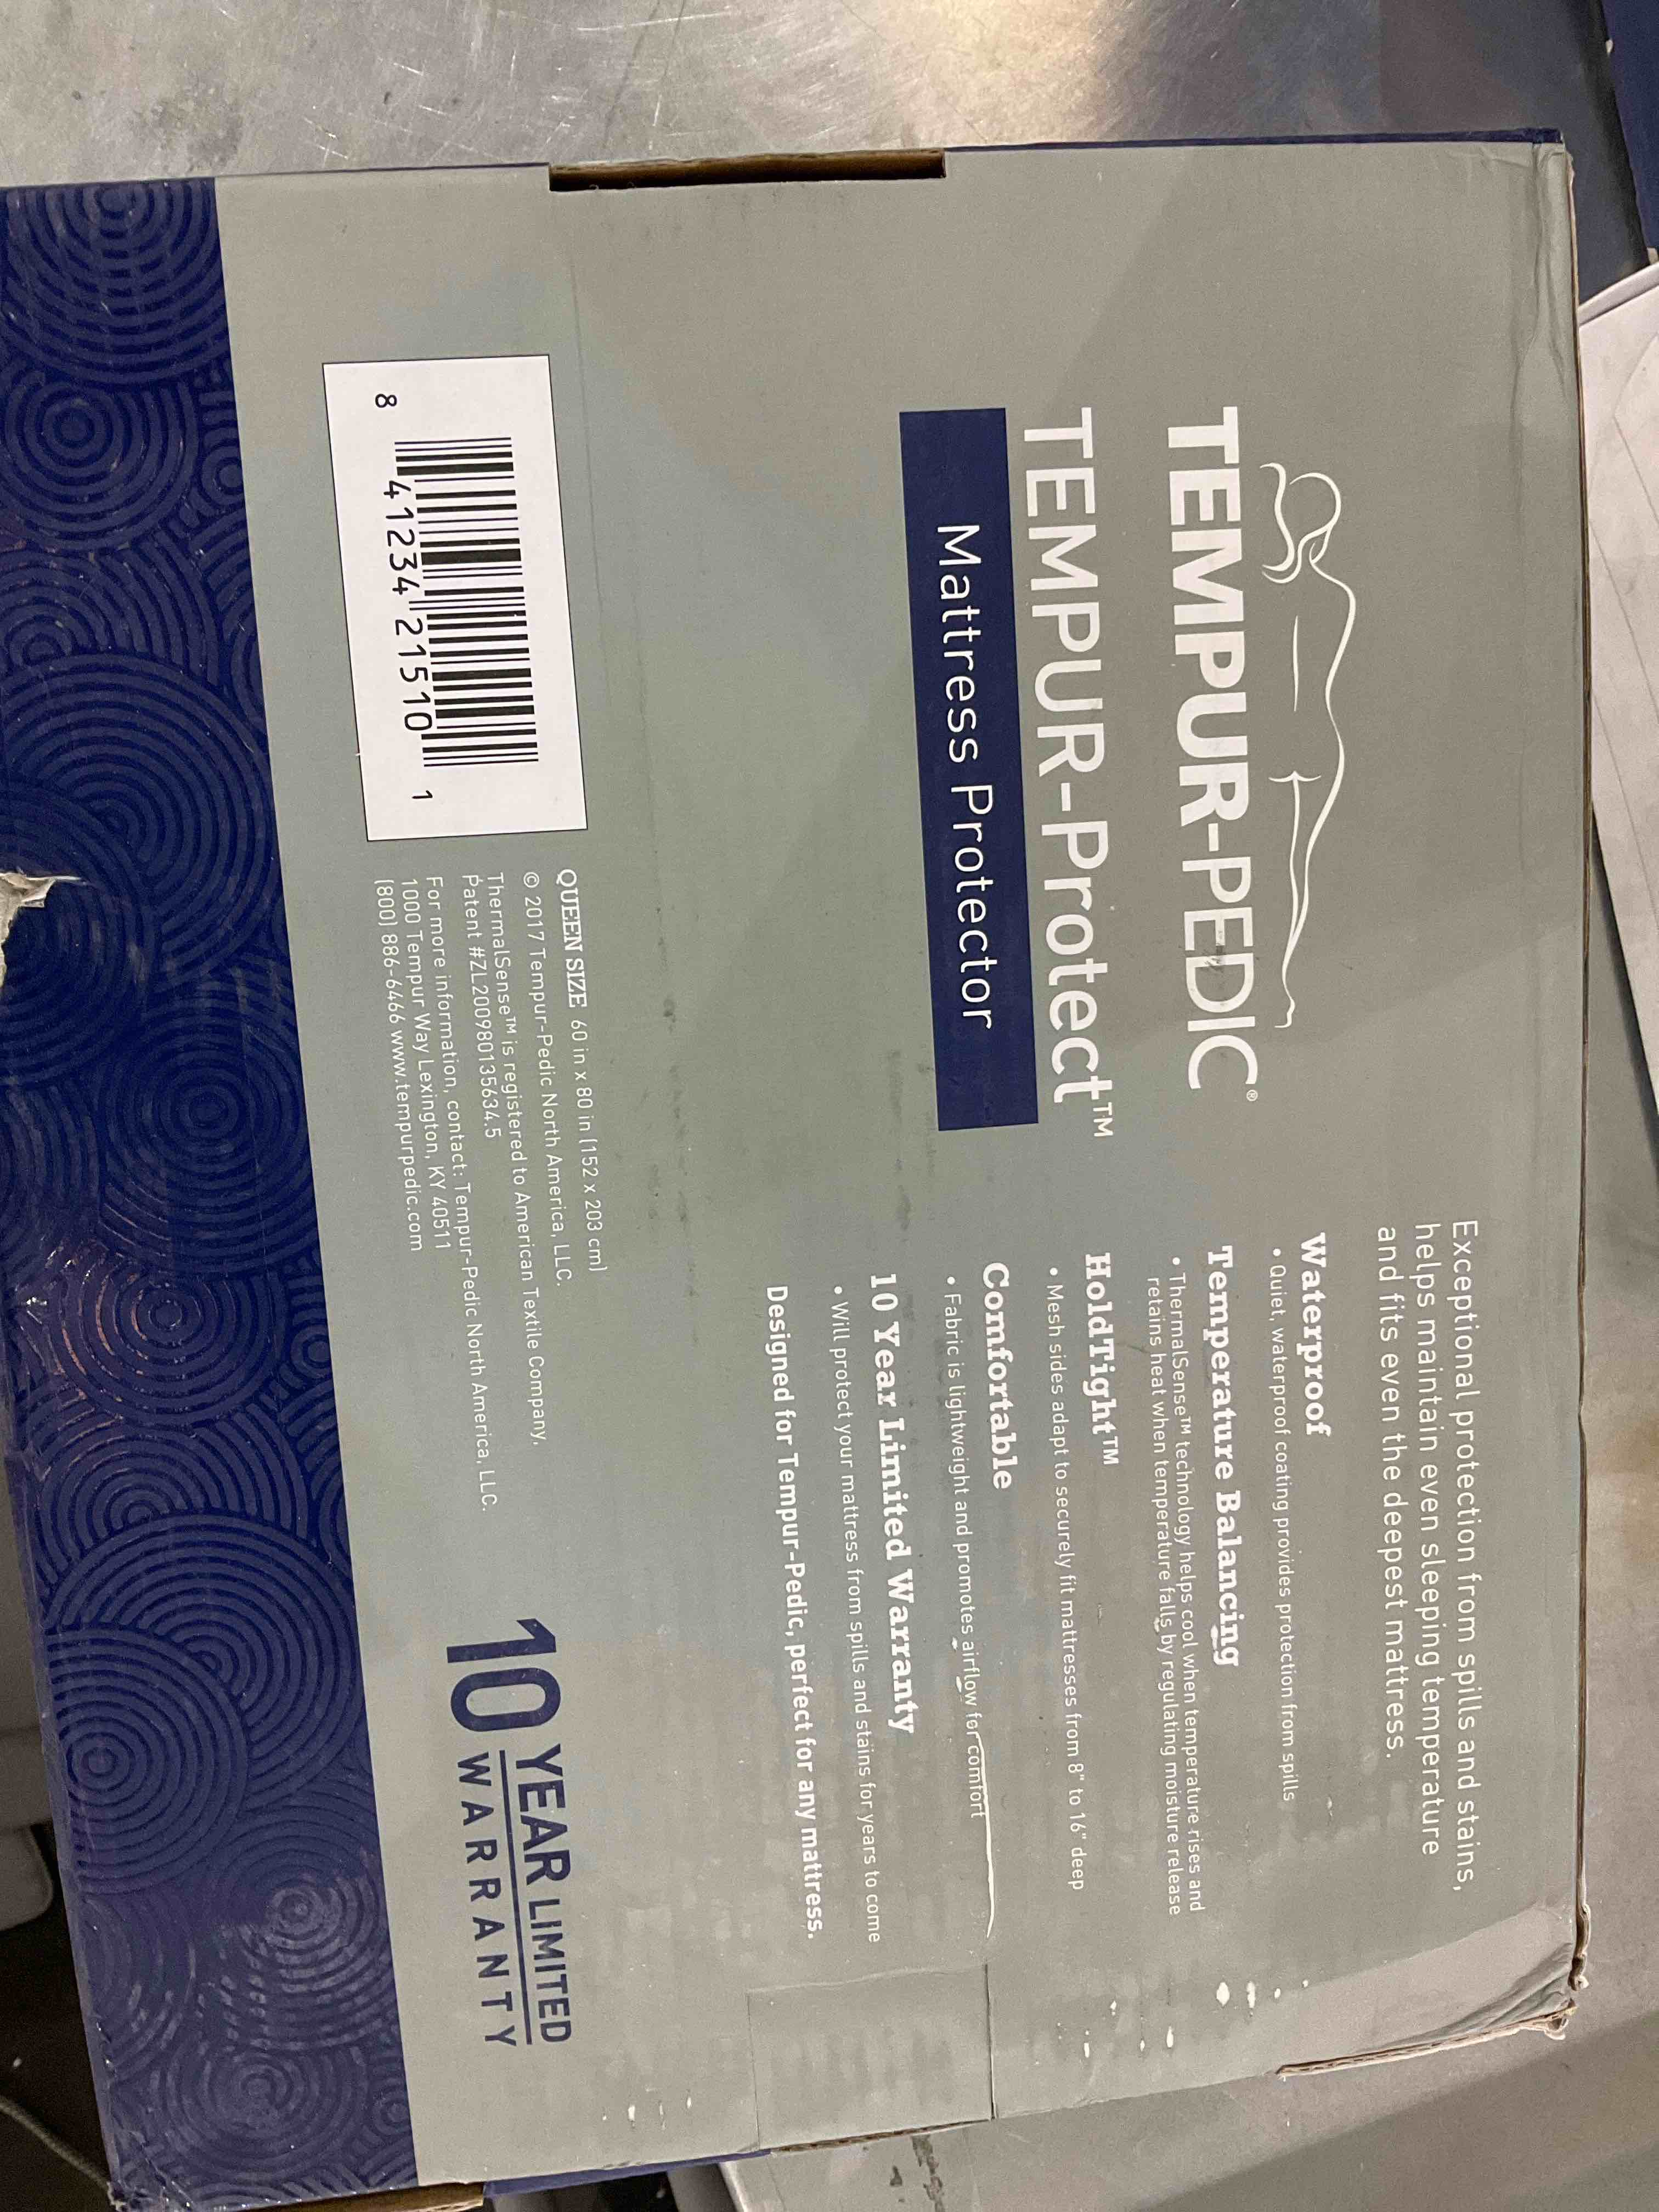 TEMPUR-PEDIC®
TEMPUR-Protect™
Mattress Protector
Exceptional protection from spills and stains,
helps maintain even sleeping temperature
and fits even the deepest mattress.
Waterproof
• Quiet, waterproof coating provides protection from spills
Temperature Balancing
• ThermalSense™ technology helps cool when temperature rises and
retains heat when temperature falls by regulating moisture release
HoldTight™
• Mesh sides adapt to securely fit mattresses from 8" to 16" deep
Comfortable
• Fabric is lightweight and promotes airflow for comfort
10 Year Limited Warranty
• Will protect your mattress from spills and stains for years to come
Designed for Tempur-Pedic, perfect for any mattress.
8 41234 21510 1
QUEEN SIZE 60 in x 80 in (152 x 203 cm)
© 2017 Tempur-Pedic North America, LLC.
ThermalSense™ is registered to American Textile Company,
Patent #ZL200980135634.5
For more information, contact: Tempur-Pedic North America, LLC.
1000 Tempur Way Lexington, KY 40511
(800) 886-6466 www.tempurpedic.com
10 YEAR LIMITED
WARRANTY